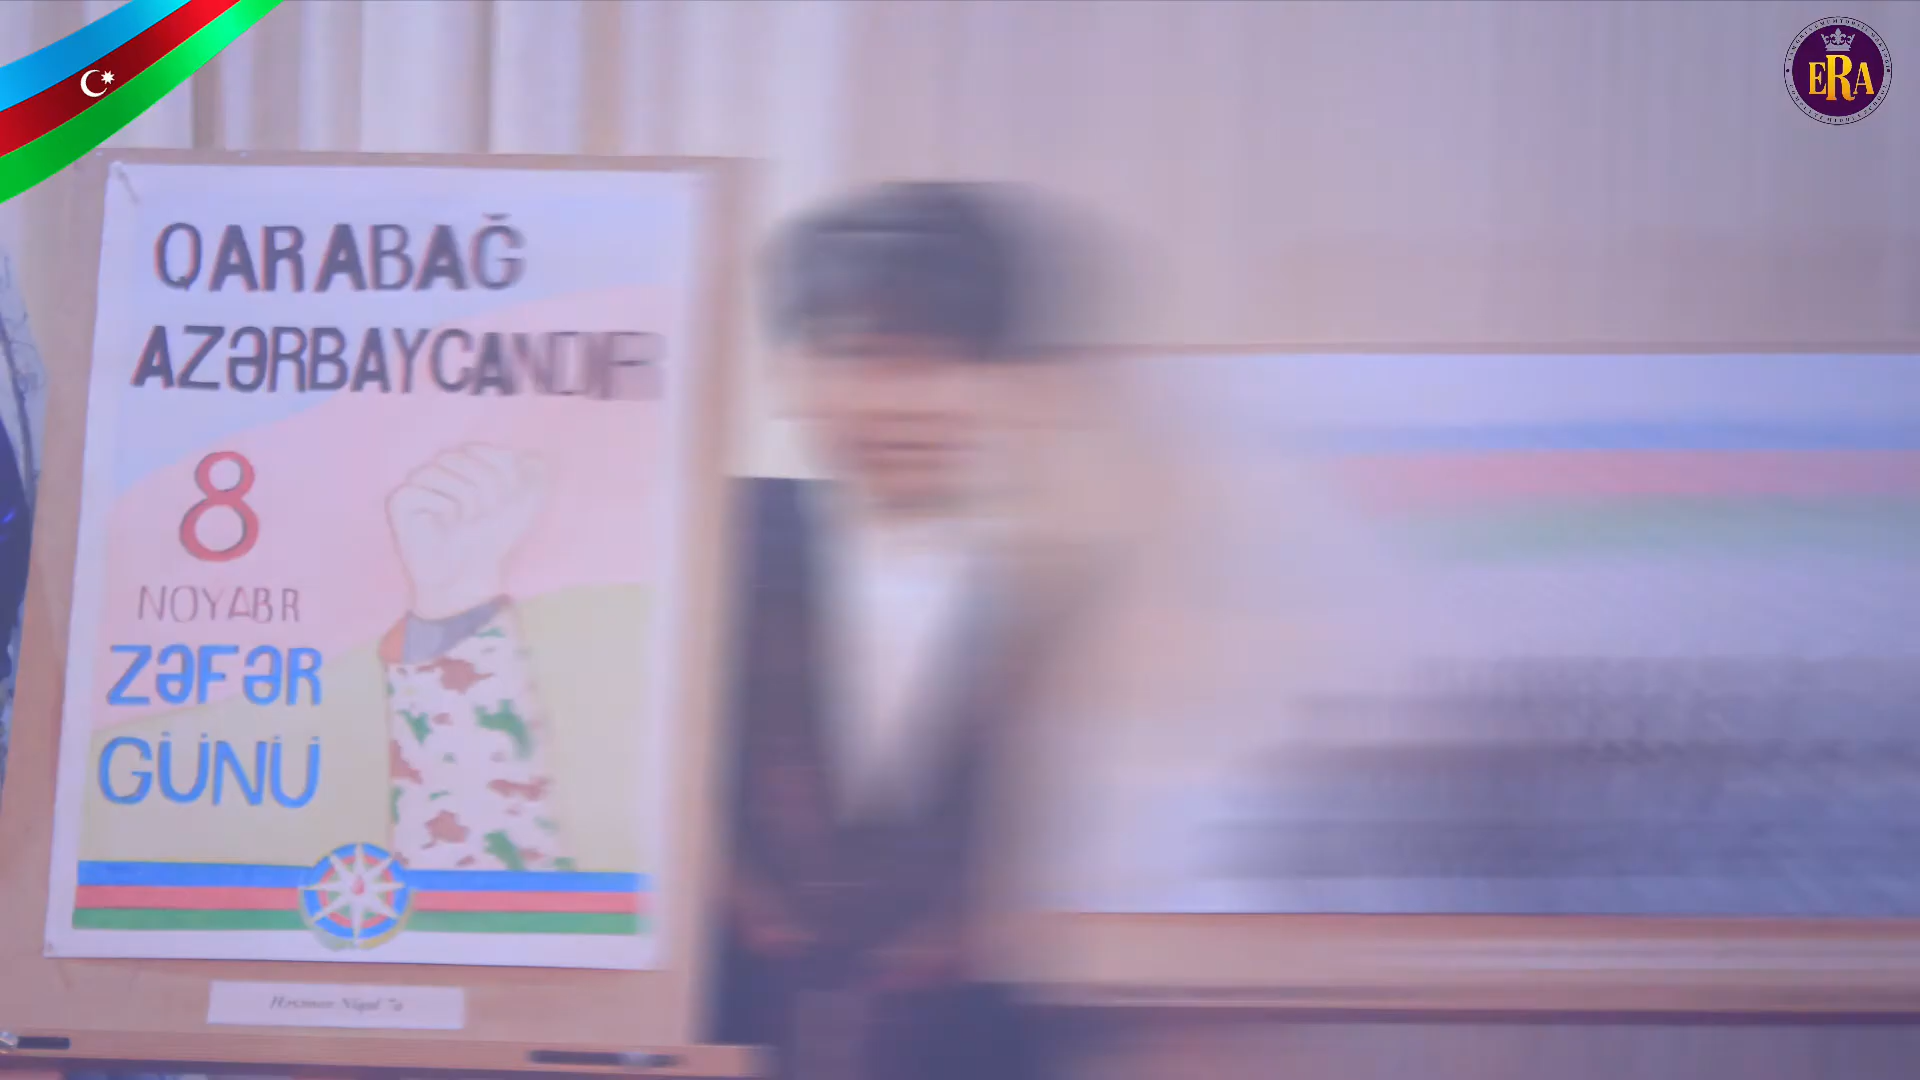 ERA
QARABAĞ
AZƏRBAYCANDIR
8
NOYABR
ZƏFƏR
GÜNÜ